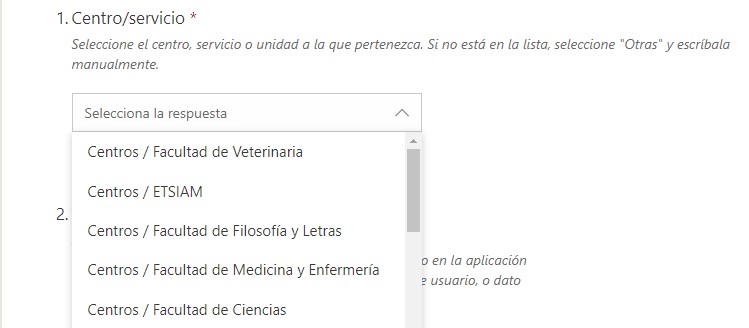 1. Centro/servicio *
Seleccione el centro, servicio o unidad a la que pertenezca. Si no está en la lista, seleccione "Otras" y escríbala
manualmente.
Selecciona la respuesta
Centros / Facultad de Veterinaria
Centros / ETSIAM
2.
Centros / Facultad de Filosofía y Letras
o en la aplicación
Centros / Facultad de Medicina y Enfermería
e usuario, o dato
Centros / Facultad de Ciencias